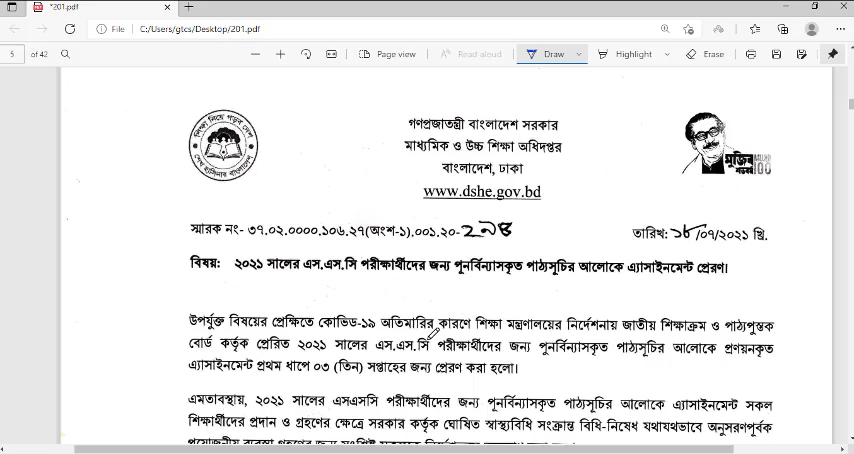 *201.pdf
File
C:/Users/gtcs/Desktop/201.pdf
5 of 42
Page view
Read aloud
Draw
Highlight
Erase
শিক্ষা নিয়ে গড়ব দেশ
শেখ হাসিনার বাংলাদেশ
গণপ্রজাতন্ত্রী বাংলাদেশ সরকার
মাধ্যমিক ও উচ্চ শিক্ষা অধিদপ্তর
বাংলাদেশ, ঢাকা
www.dshe.gov.bd
মুজিব
100
স্মারক নং- ৩৭.০২.০০০০.১০৬.২৭(অংশ-১).০০১.২০-
তারিখ: ১৮/০৭/২০২১ খ্রি.
বিষয়: ২০২১ সালের এস.এস.সি পরীক্ষার্থীদের জন্য পূনর্বিন্যাসকৃত পাঠ্যসূচির আলোকে এ্যাসাইনমেন্ট প্রেরণ।
উপর্যুক্ত বিষয়ের প্রেক্ষিতে কোভিড-১৯ অতিমারির কারণে শিক্ষা মন্ত্রণালয়ের নির্দেশনায় জাতীয় শিক্ষাক্রম ও পাঠ্যপুস্তক
বোর্ড কর্তৃক প্রেরিত ২০২১ সালের এস.এস.সি পরীক্ষার্থীদের জন্য পুনর্বিন্যাসকৃত পাঠ্যসূচির আলোকে প্রণয়নকৃত
এ্যাসাইনমেন্ট প্রথম ধাপে ০৩ (তিন) সপ্তাহের জন্য প্রেরণ করা হলো।
এমতাবস্থায়, ২০২১ সালের এসএসসি পরীক্ষার্থীদের জন্য পূনর্বিন্যাসকৃত পাঠ্যসূচির আলোকে এ্যাসাইনমেন্ট সকল
শিক্ষার্থীদের প্রদান ও গ্রহণের ক্ষেত্রে সরকার কর্তৃক ঘোষিত স্বাস্থ্যবিধি সংক্রান্ত বিধি-নিষেধ যথাযথভাবে অনুসরণপূর্বক